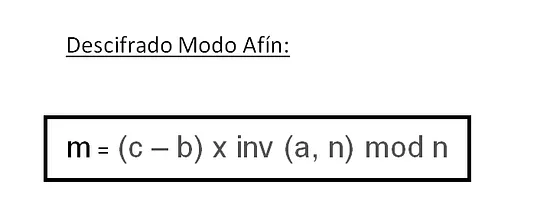 Descifrado Modo Afín:
m = (c – b) x inv (a, n) mod n